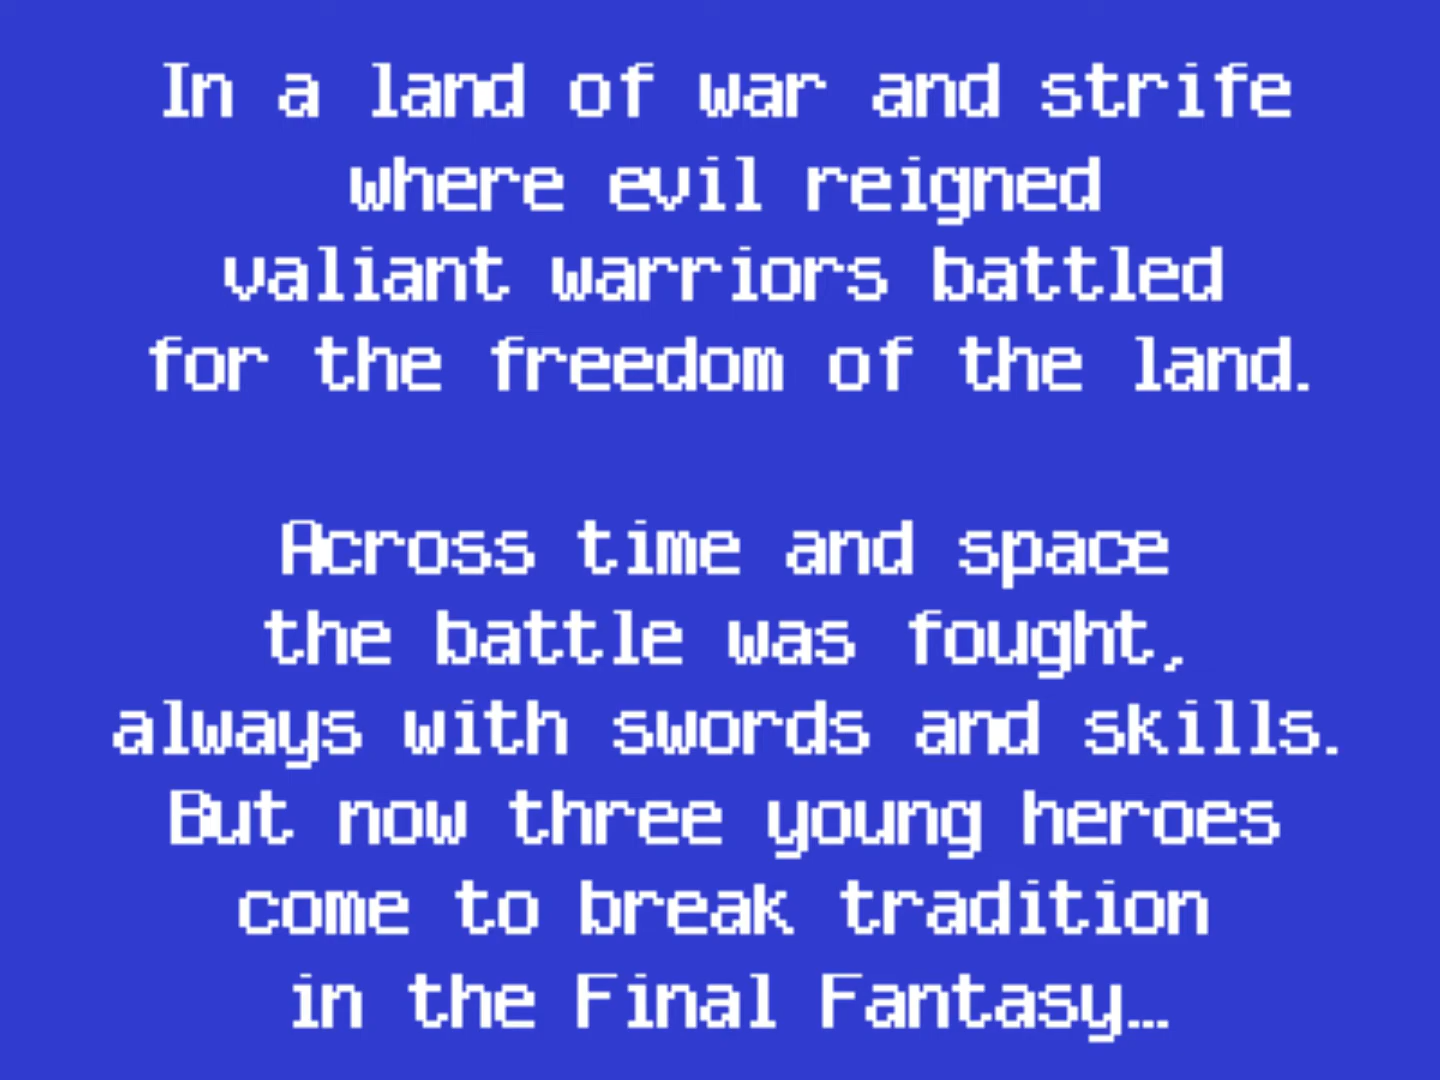 In a land of war and strife
where evil reigned
valiant warriors battled
for the freedom of the land.
Across time and space
the battle was fought,
always with swords and skills.
But now three young heroes
come to break tradition
in the Final Fantasy...